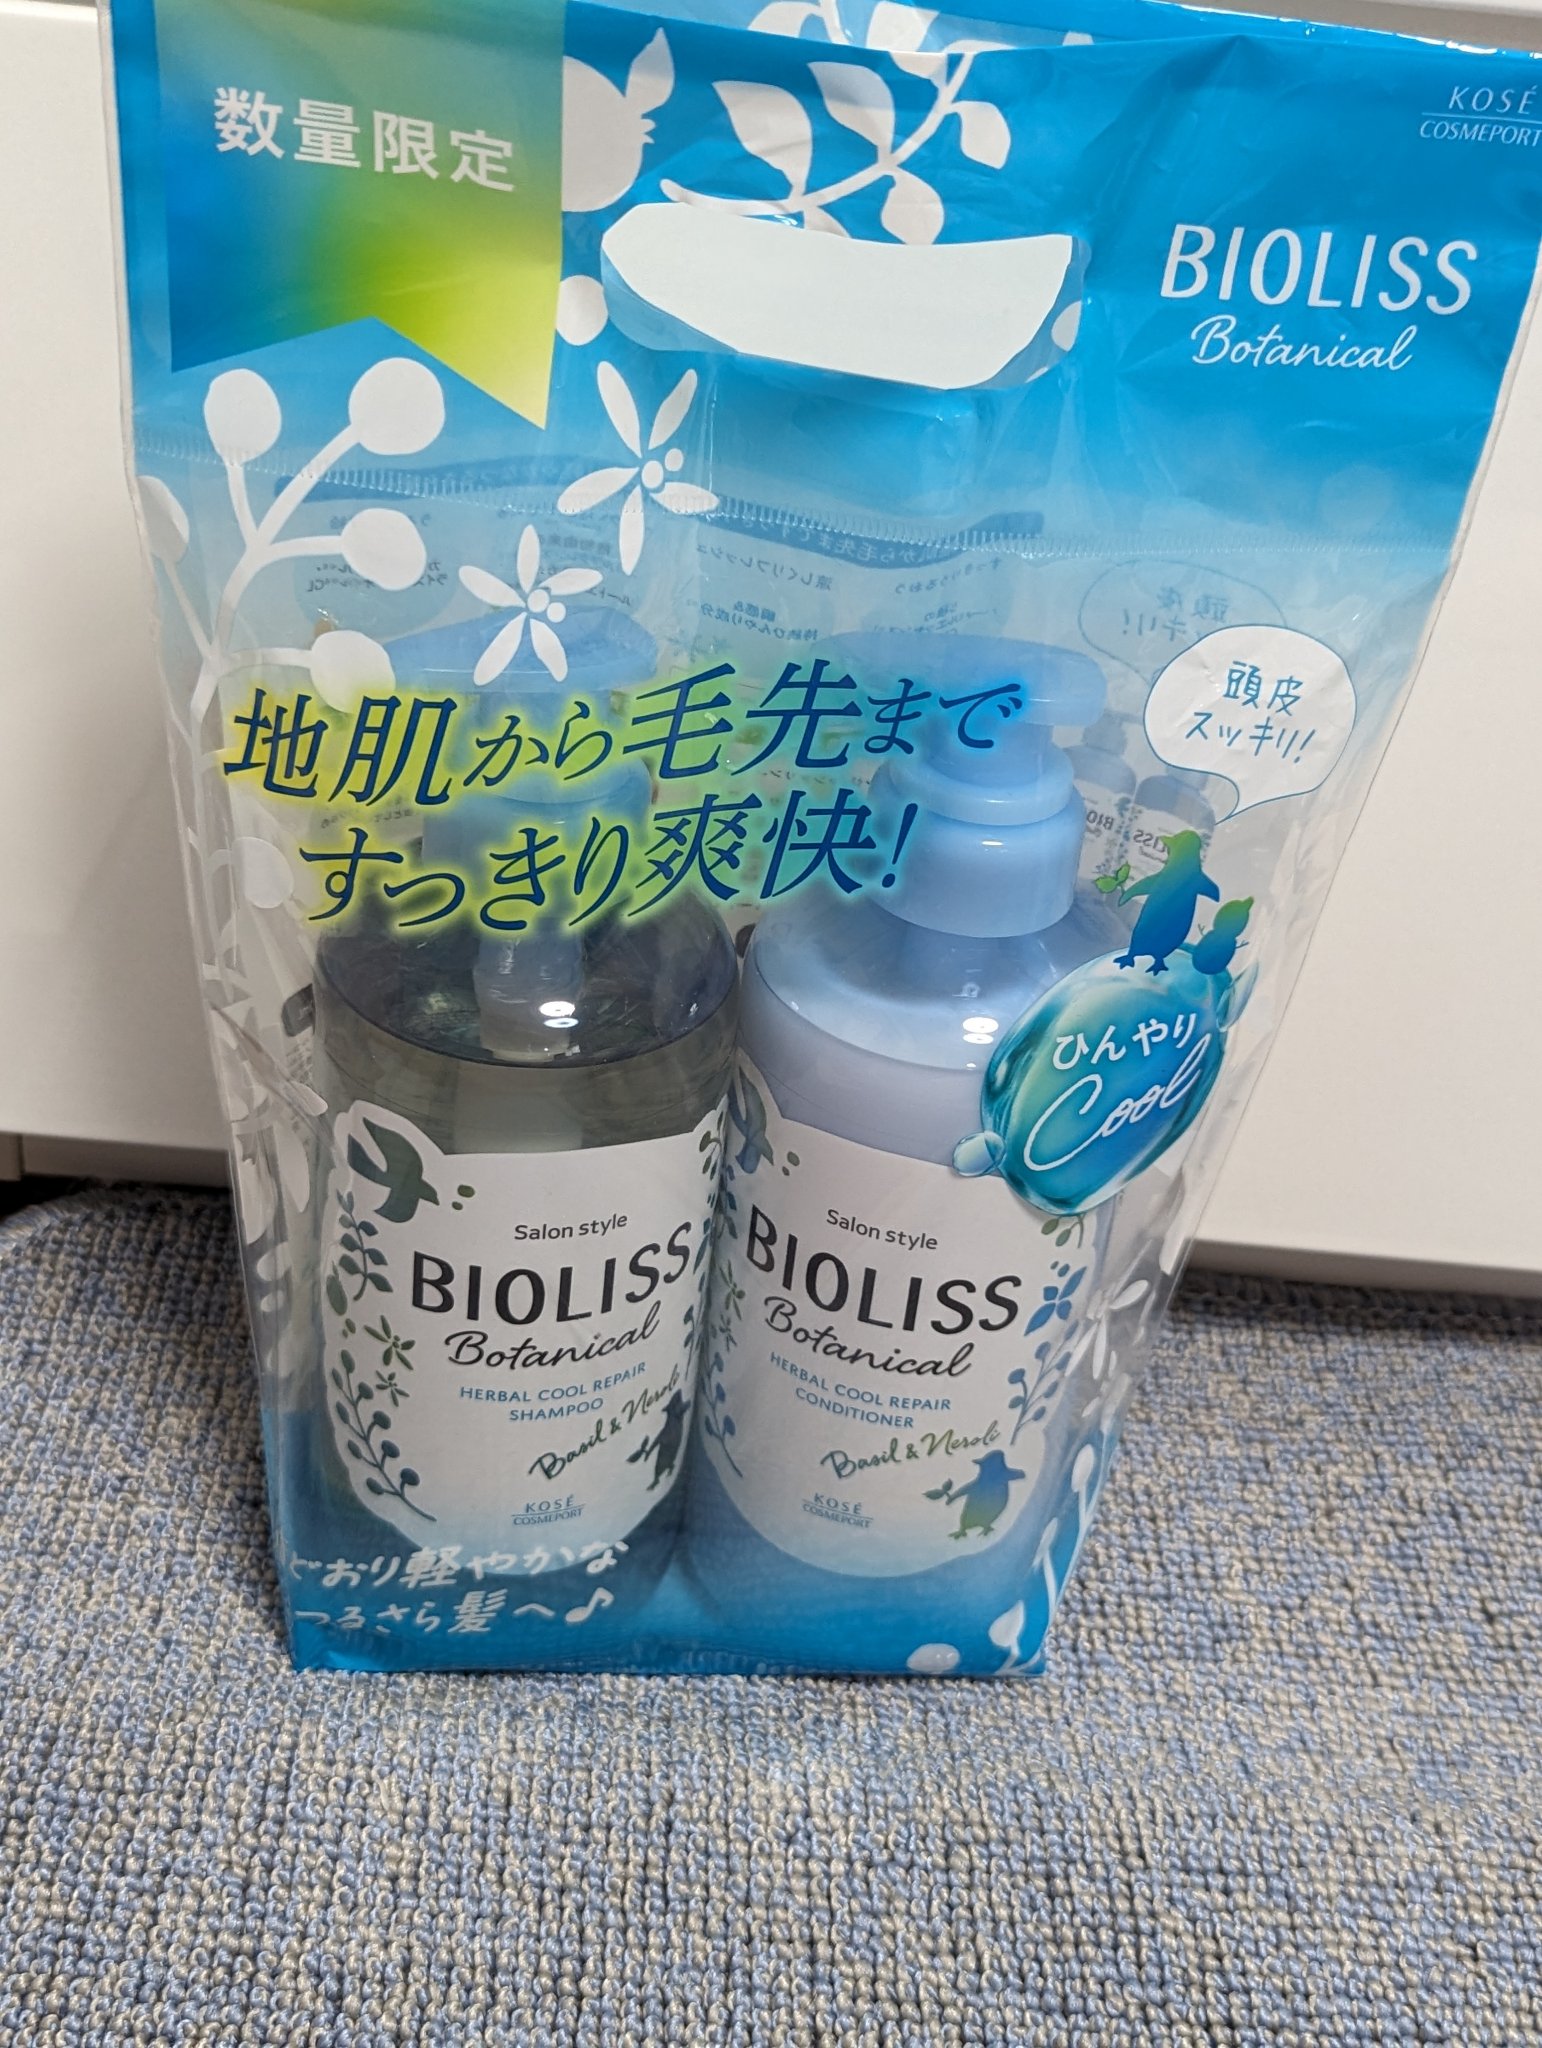 数量限定
KOSÉ
COSMEPORT
BIOLISS
Botanical
頭皮
スッキリ!
地肌から毛先まで
すっきり爽快!
ひんやり
Cool
Salon style
BIOLISS
Botanical
HERBAL COOL REPAIR
SHAMPOO
Basil & Neroli
KOSÉ
COSMEPORT
Salon style
BIOLISS
Botanical
HERBAL COOL REPAIR
CONDITIONER
Basil & Neroli
KOSÉ
COSMEPORT
どおり軽やかな
つるさら髪へ♪